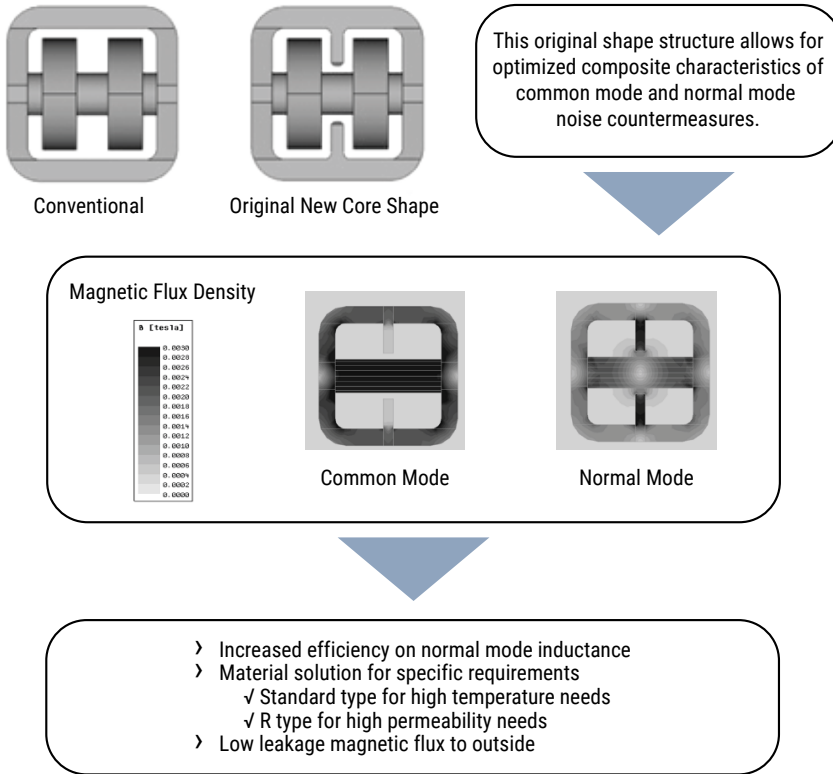 This original shape structure allows for
optimized composite characteristics of
common mode and normal mode
noise countermeasures.
Conventional
Original New Core Shape
Magnetic Flux Density
B [tesla]
0.0030
0.0028
0.0026
0.0024
0.0022
0.0020
0.0018
0.0016
0.0014
0.0012
0.0010
0.0008
0.0006
0.0004
0.0002
0.0000
Common Mode
Normal Mode
› Increased efficiency on normal mode inductance
› Material solution for specific requirements
√ Standard type for high temperature needs
√ R type for high permeability needs
› Low leakage magnetic flux to outside